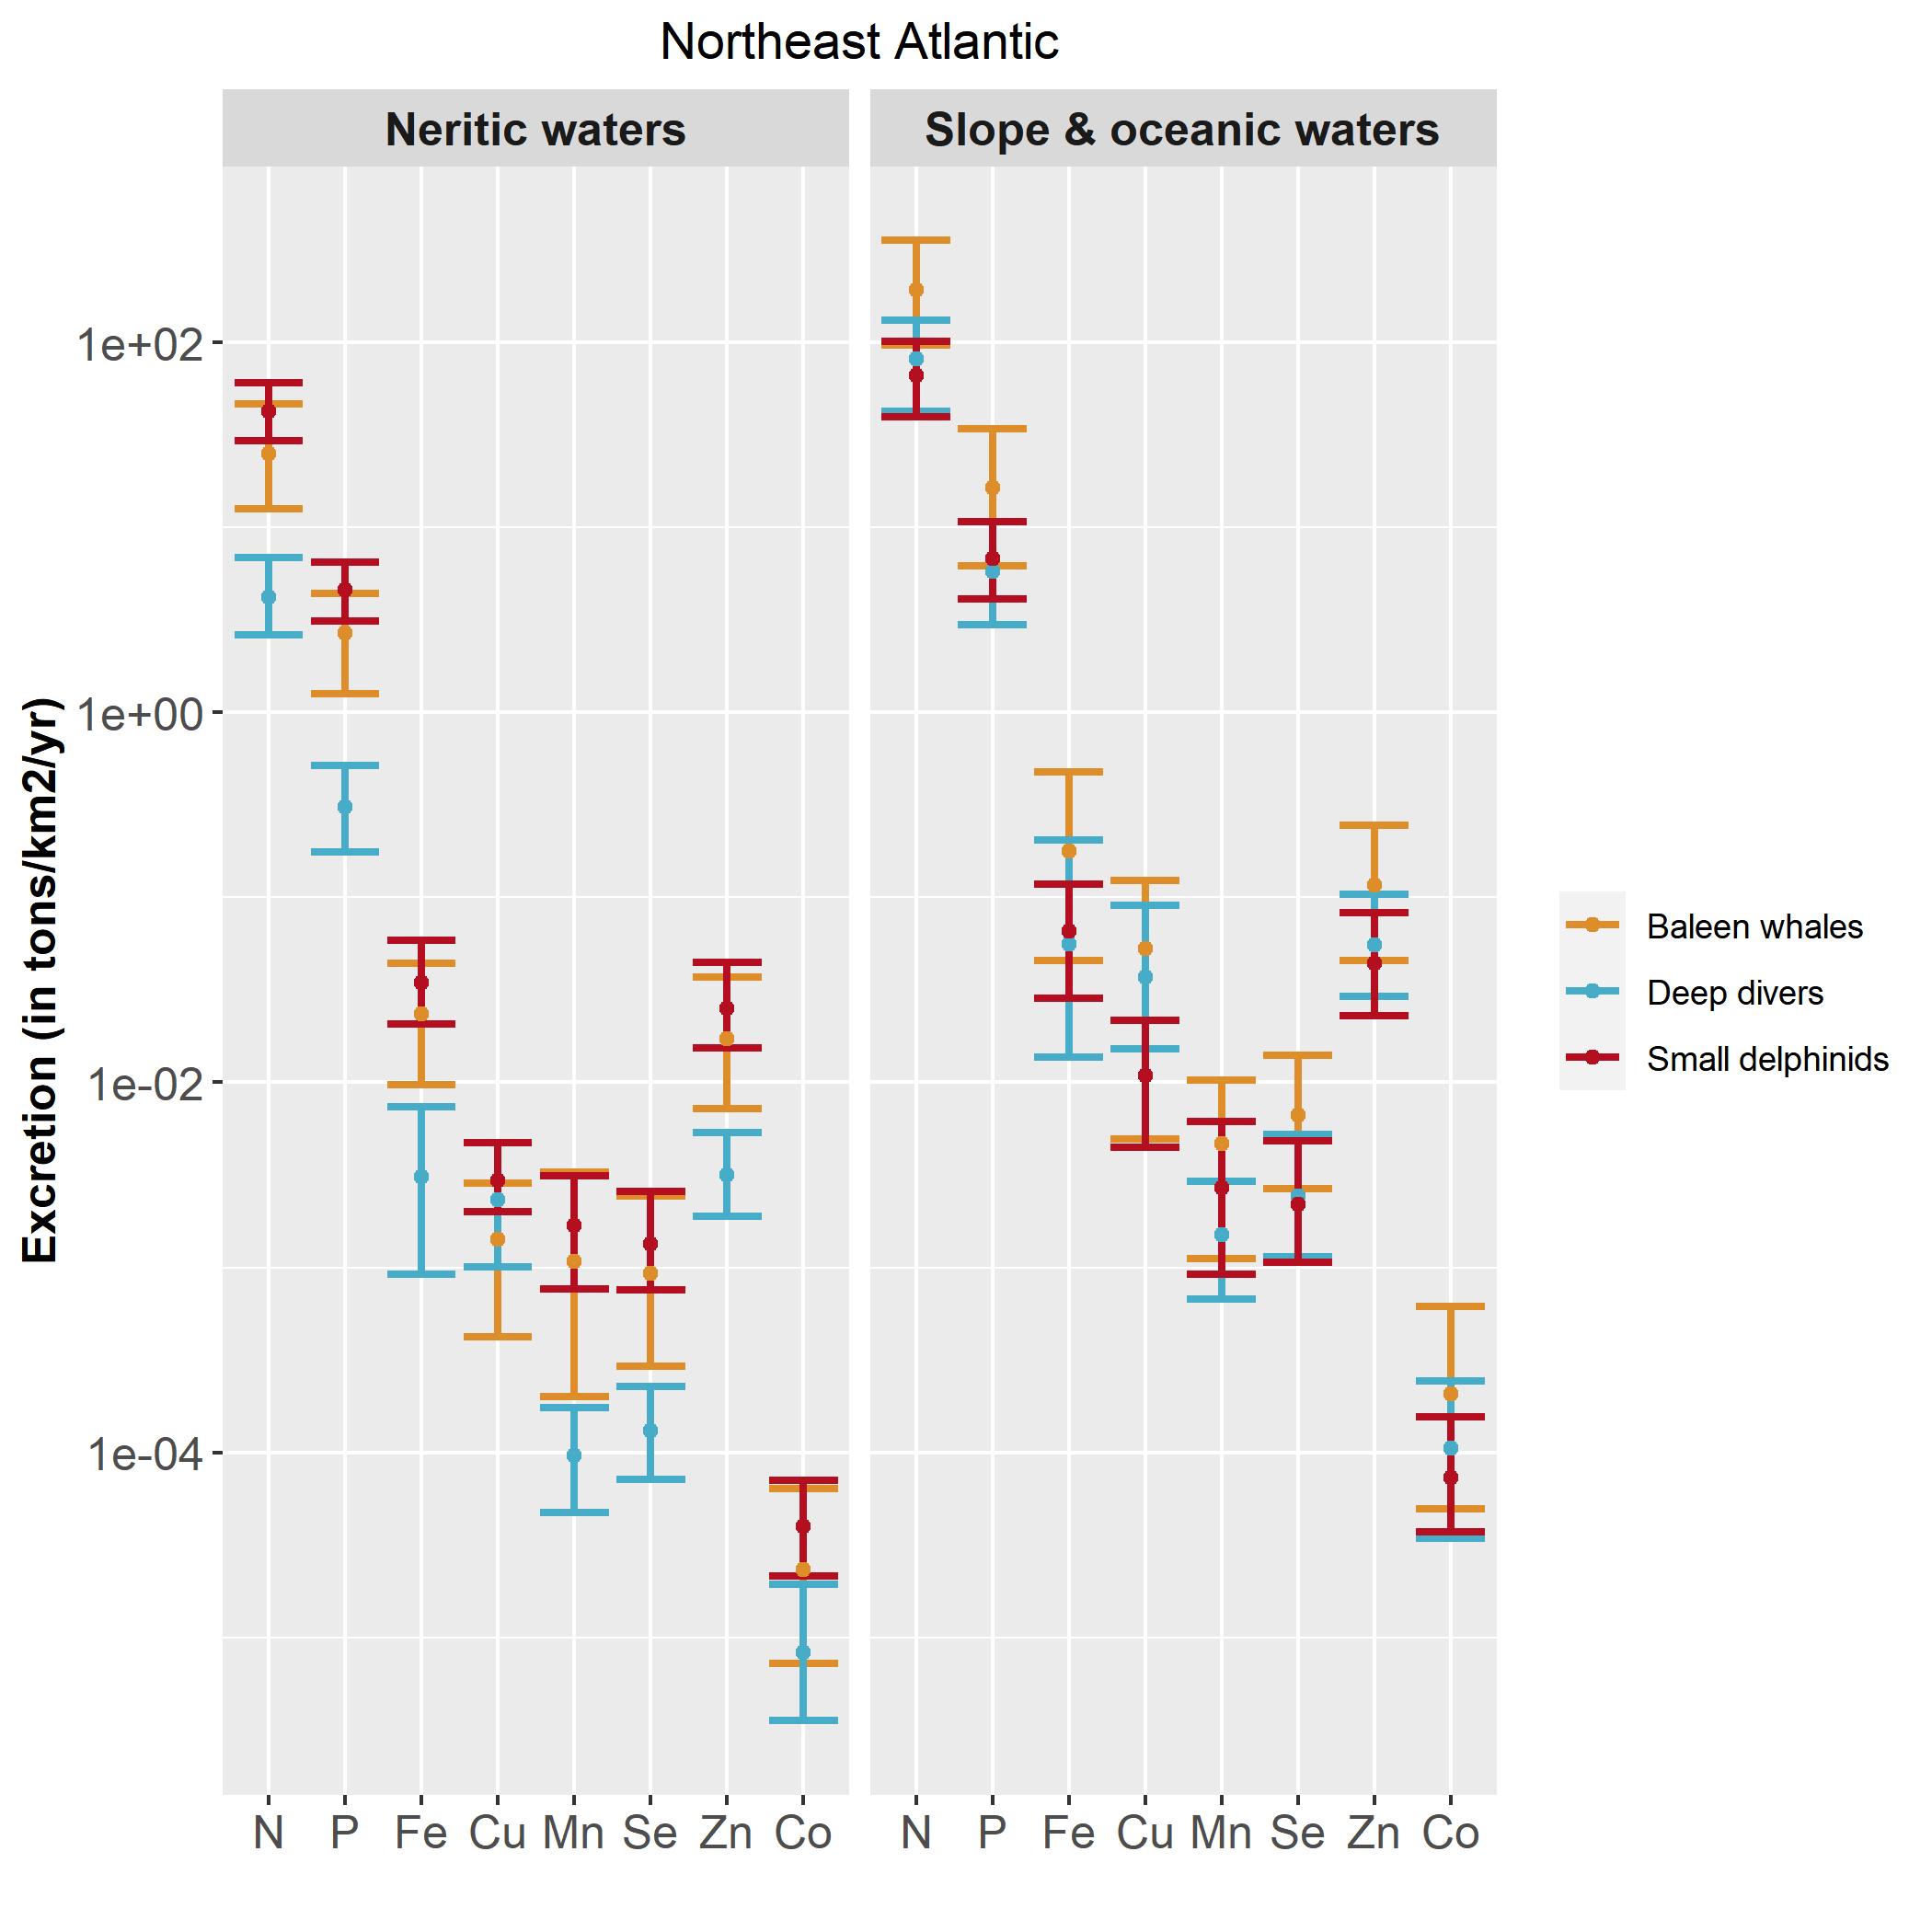 Northeast Atlantic
Neritic waters
Slope & oceanic waters
Excretion (in tons/km2/yr)
1e+02
1e+00
1e-02
1e-04
N P Fe Cu Mn Se Zn Co
N P Fe Cu Mn Se Zn Co
Baleen whales
Deep divers
Small delphinids